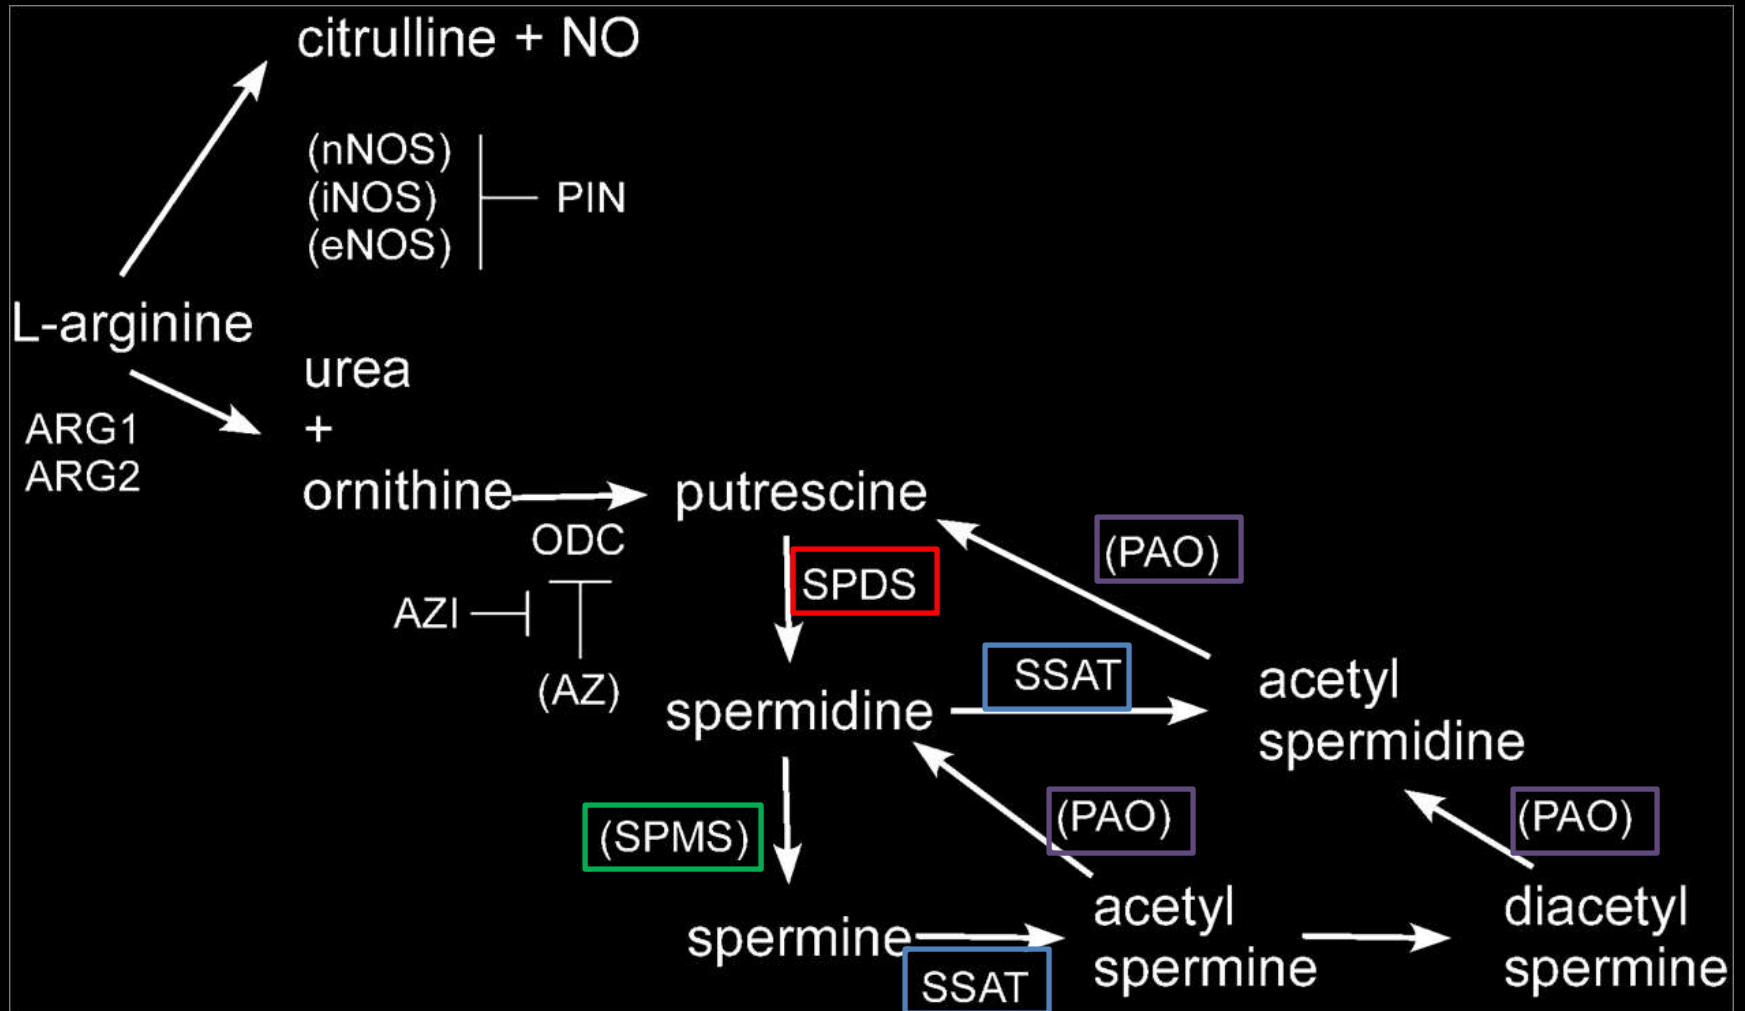 citrulline + NO
(nNOS)
(iNOS)
(eNOS)
PIN
L-arginine
ARG1
ARG2
urea
+
ornithine
ODC
AZI
(AZ)
putrescine
SPDS
(PAO)
spermidine
SSAT
acetyl
spermidine
(SPMS)
(PAO)
(PAO)
spermine
SSAT
acetyl
spermine
diacetyl
spermine